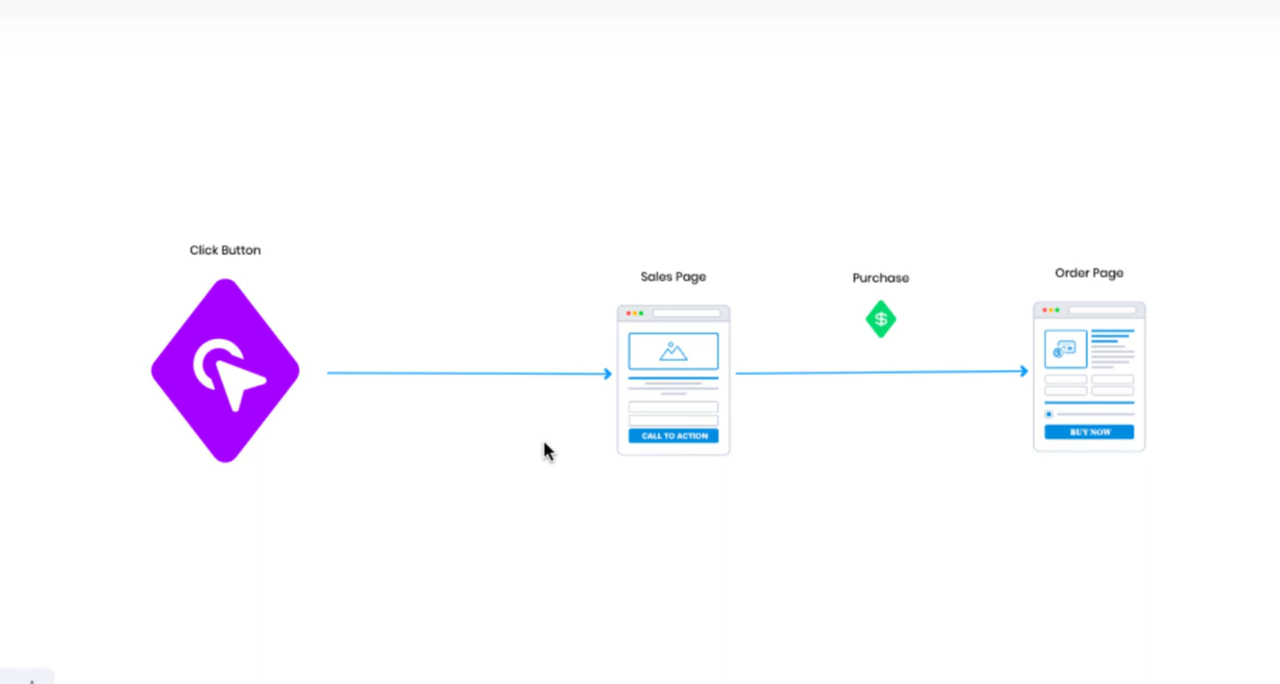 Click Button
Sales Page
Purchase
Order Page
$
CALL TO ACTION
BUY NOW